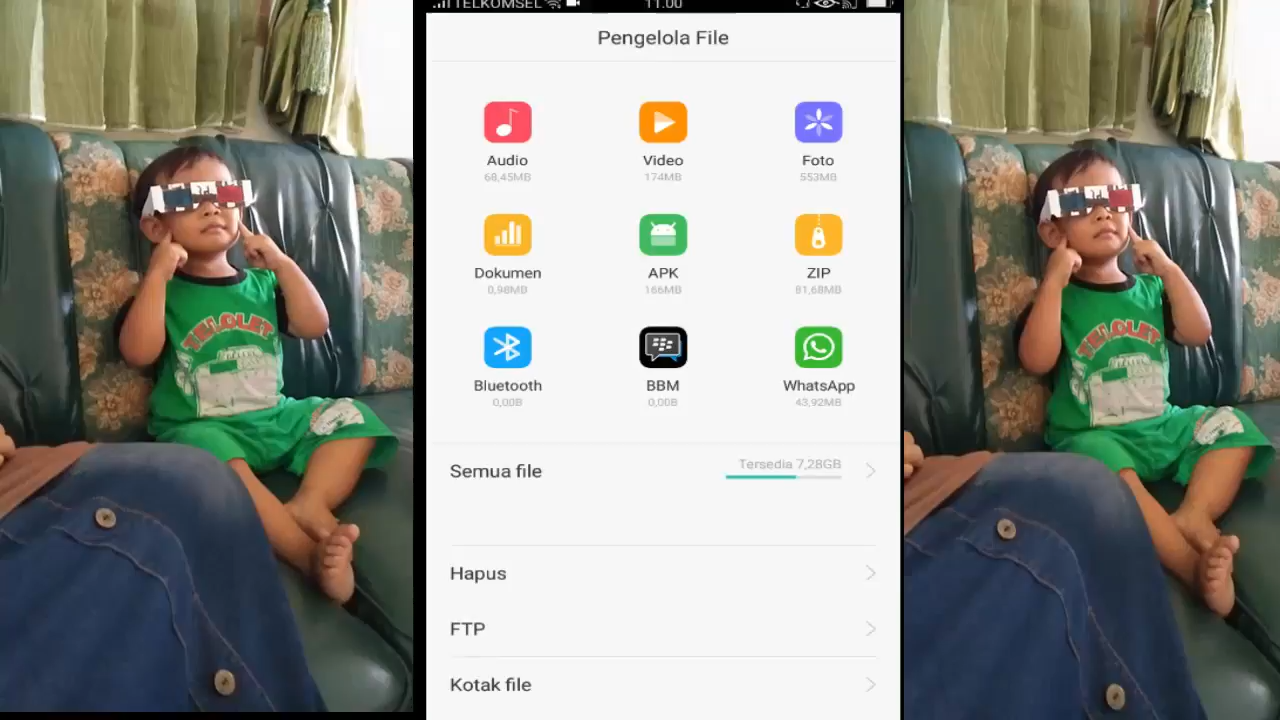 TELKOMSEL
11.00
Pengelola File
Audio
68,45MB
Video
174MB
Foto
553MB
Dokumen
0,98MB
APK
166MB
ZIP
81,68MB
Bluetooth
0,00B
BBM
0,00B
WhatsApp
43,92MB
Semua file
Tersedia 7,28GB
Hapus
FTP
Kotak file
TELOLET
TELOLET